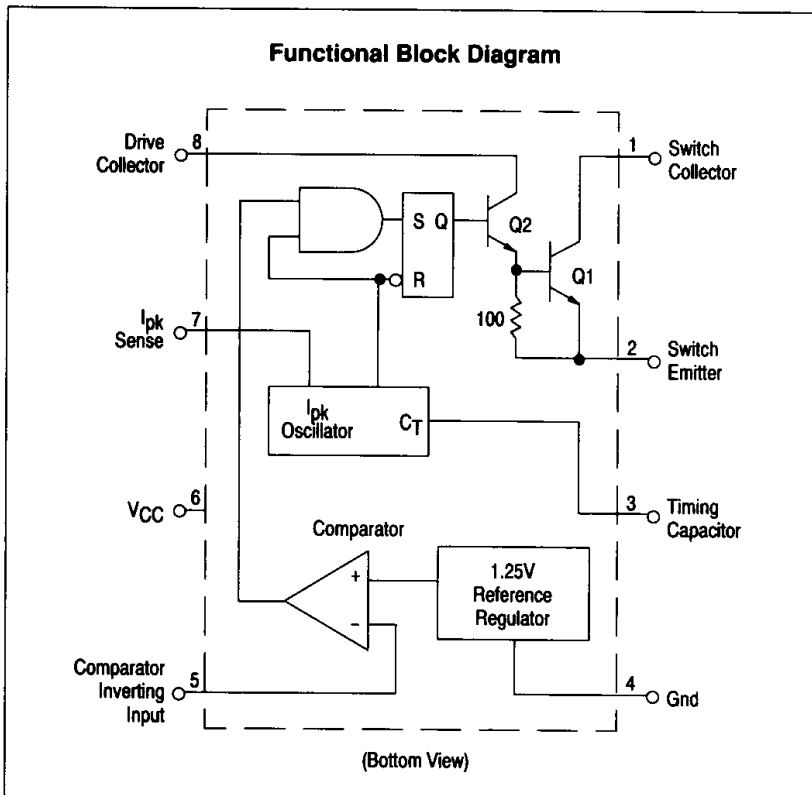 Functional Block Diagram
Drive
Collector
8
1
Switch
Collector
S Q
R
Q2
Q1
100
Ipk
Sense
7
2
Switch
Emitter
Ipk
Oscillator
CT
VCC
6
3
Timing
Capacitor
Comparator
+
−
1.25V
Reference
Regulator
Comparator
Inverting
Input
5
4
Gnd
(Bottom View)